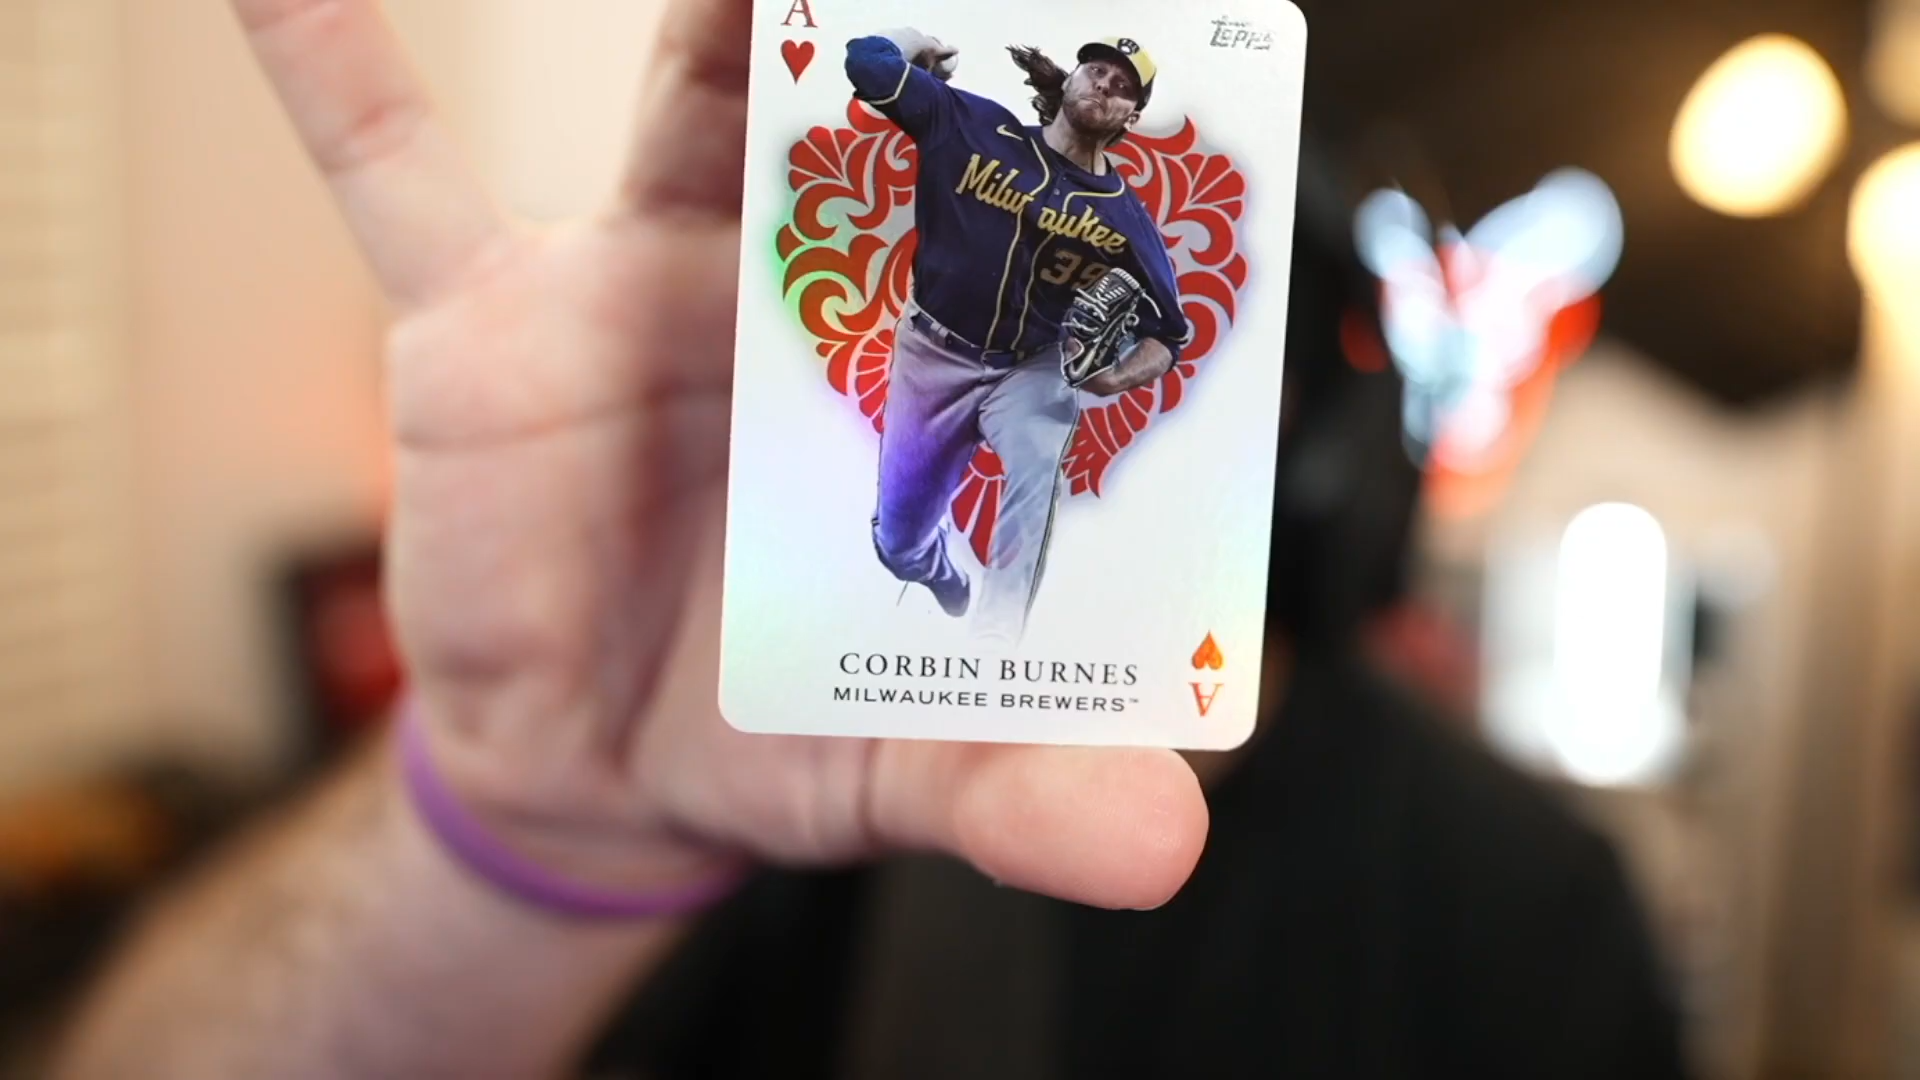 A
Topps
Milwaukee
39
CORBIN BURNES
MILWAUKEE BREWERS™
A